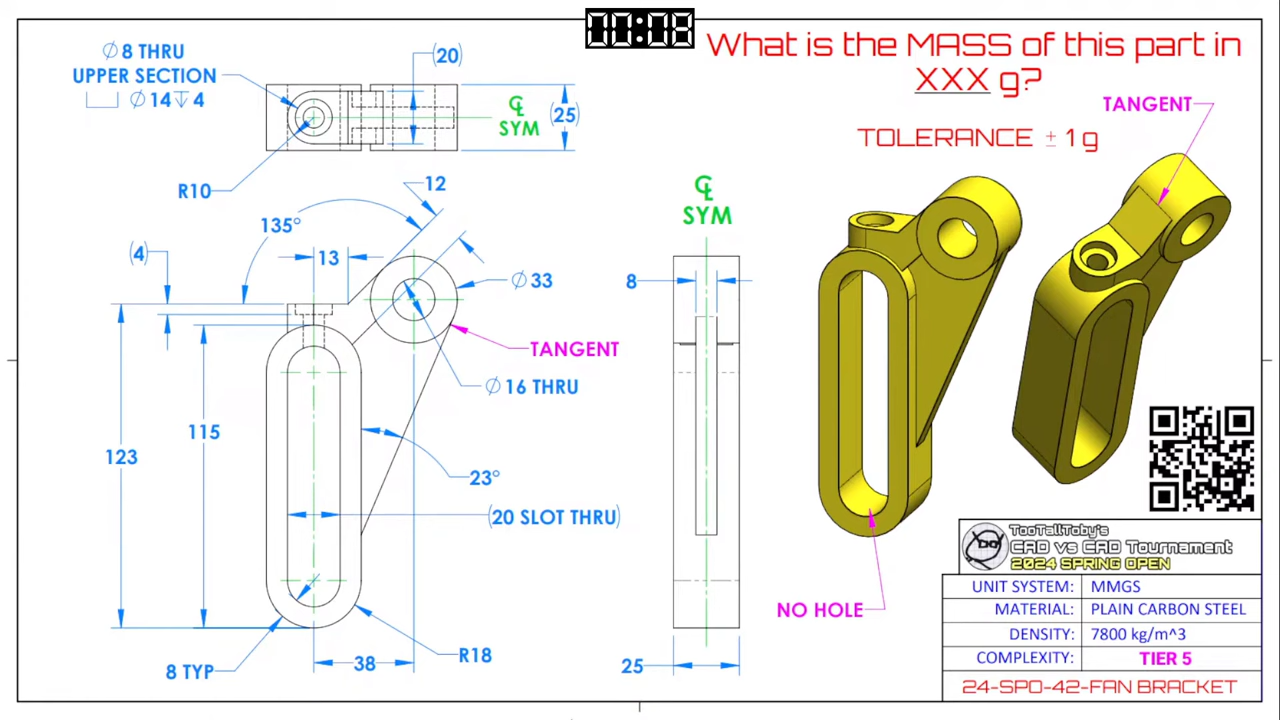 00:08
What is the MASS of this part in
XXX g?
TOLERANCE ± 1 g
∅ 8 THRU
UPPER SECTION
⌴ ∅ 14 ↧ 4
(20)
℄
SYM
(25)
R10
12
135°
(4)
13
∅ 33
TANGENT
∅ 16 THRU
115
123
23°
(20 SLOT THRU)
8 TYP
38
R18
℄
SYM
8
25
TANGENT
NO HOLE
TooTallToby's
CAD vs CAD Tournament
2024 SPRING OPEN
UNIT SYSTEM: MMGS
MATERIAL: PLAIN CARBON STEEL
DENSITY: 7800 kg/m^3
COMPLEXITY: TIER 5
24-SPO-42-FAN BRACKET